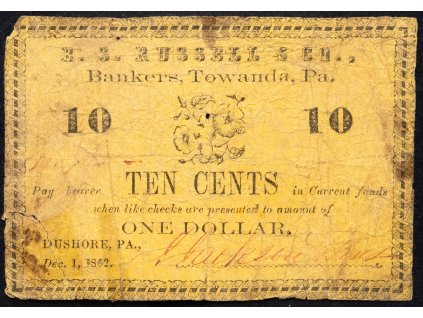 B. S. RUSSELL & CO.,
Bankers, Towanda, Pa.
10 10
Pay bearer TEN CENTS in Current funds
when like checks are presented to amount of
ONE DOLLAR.
DUSHORE, PA.,
Dec. 1, 1862.
Jackson